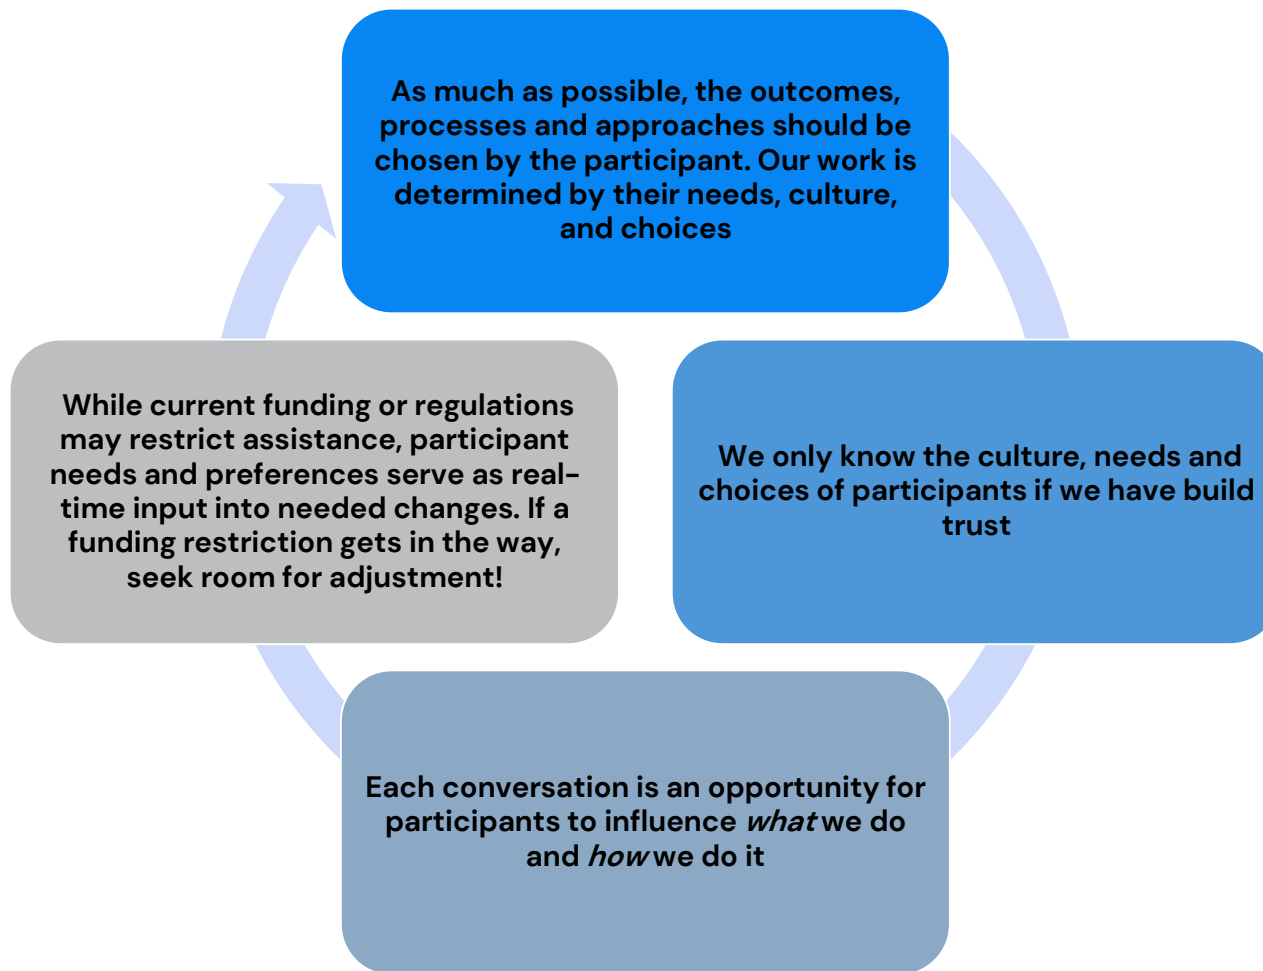 As much as possible, the outcomes,
processes and approaches should be
chosen by the participant. Our work is
determined by their needs, culture,
and choices
We only know the culture, needs and
choices of participants if we have build
trust
Each conversation is an opportunity for
participants to influence what we do
and how we do it
While current funding or regulations
may restrict assistance, participant
needs and preferences serve as real-
time input into needed changes. If a
funding restriction gets in the way,
seek room for adjustment!